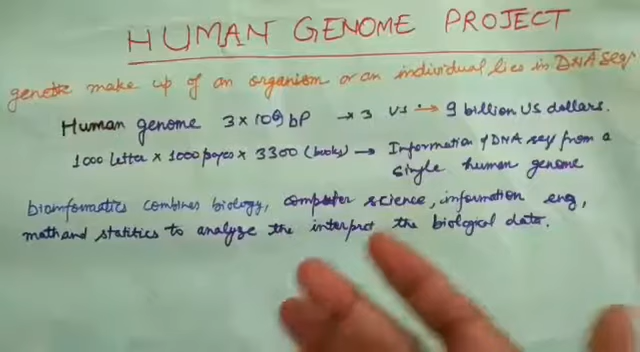 HUMAN GENOME PROJECT
genetic make up of an organism or an individual lies in DNA seq
Human genome 3 × 109 bp → 3 US → 9 billion US dollars.
1000 letter × 1000 pages × 3300 (books) → Information of DNA seq from a
single human genome
bioinformatics combines biology, computer science, information eng,
math and statitics to analyze the interpret the biological data.